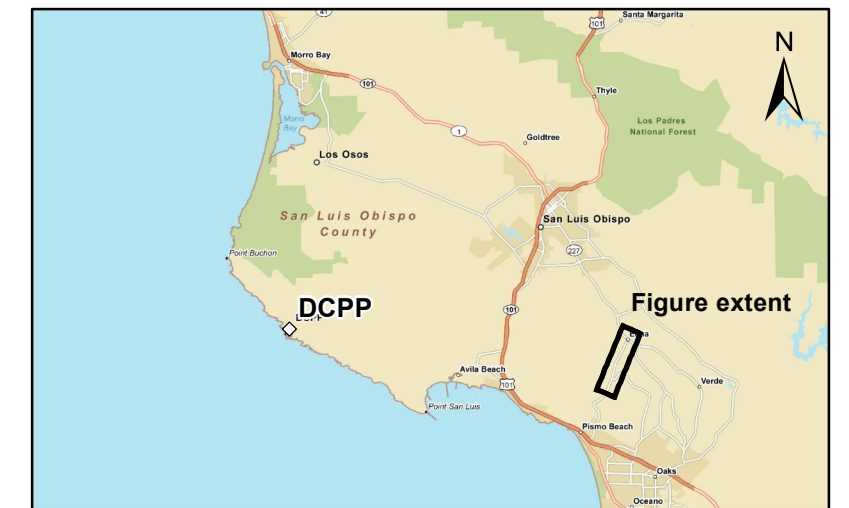 41
101
Santa Margarita
N
Morro Bay
101
Thyle
Morro
Bay
1
Goldtree
Los Padres
National Forest
Los Osos
San Luis Obispo
County
San Luis Obispo
227
Point Buchon
DCPP
Figure extent
101
Avila Beach
101
Verde
Point San Luis
Pismo Beach
Oaks
Oceano